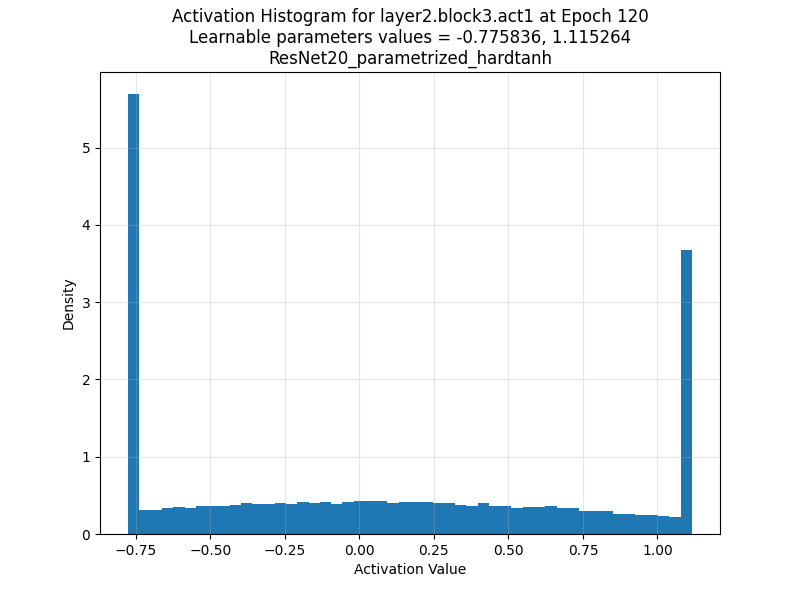 Activation Histogram for layer2.block3.act1 at Epoch 120
Learnable parameters values = -0.775836, 1.115264
ResNet20_parametrized_hardtanh
5
4
3
2
1
0
Density
−0.75 −0.50 −0.25 0.00 0.25 0.50 0.75 1.00
Activation Value